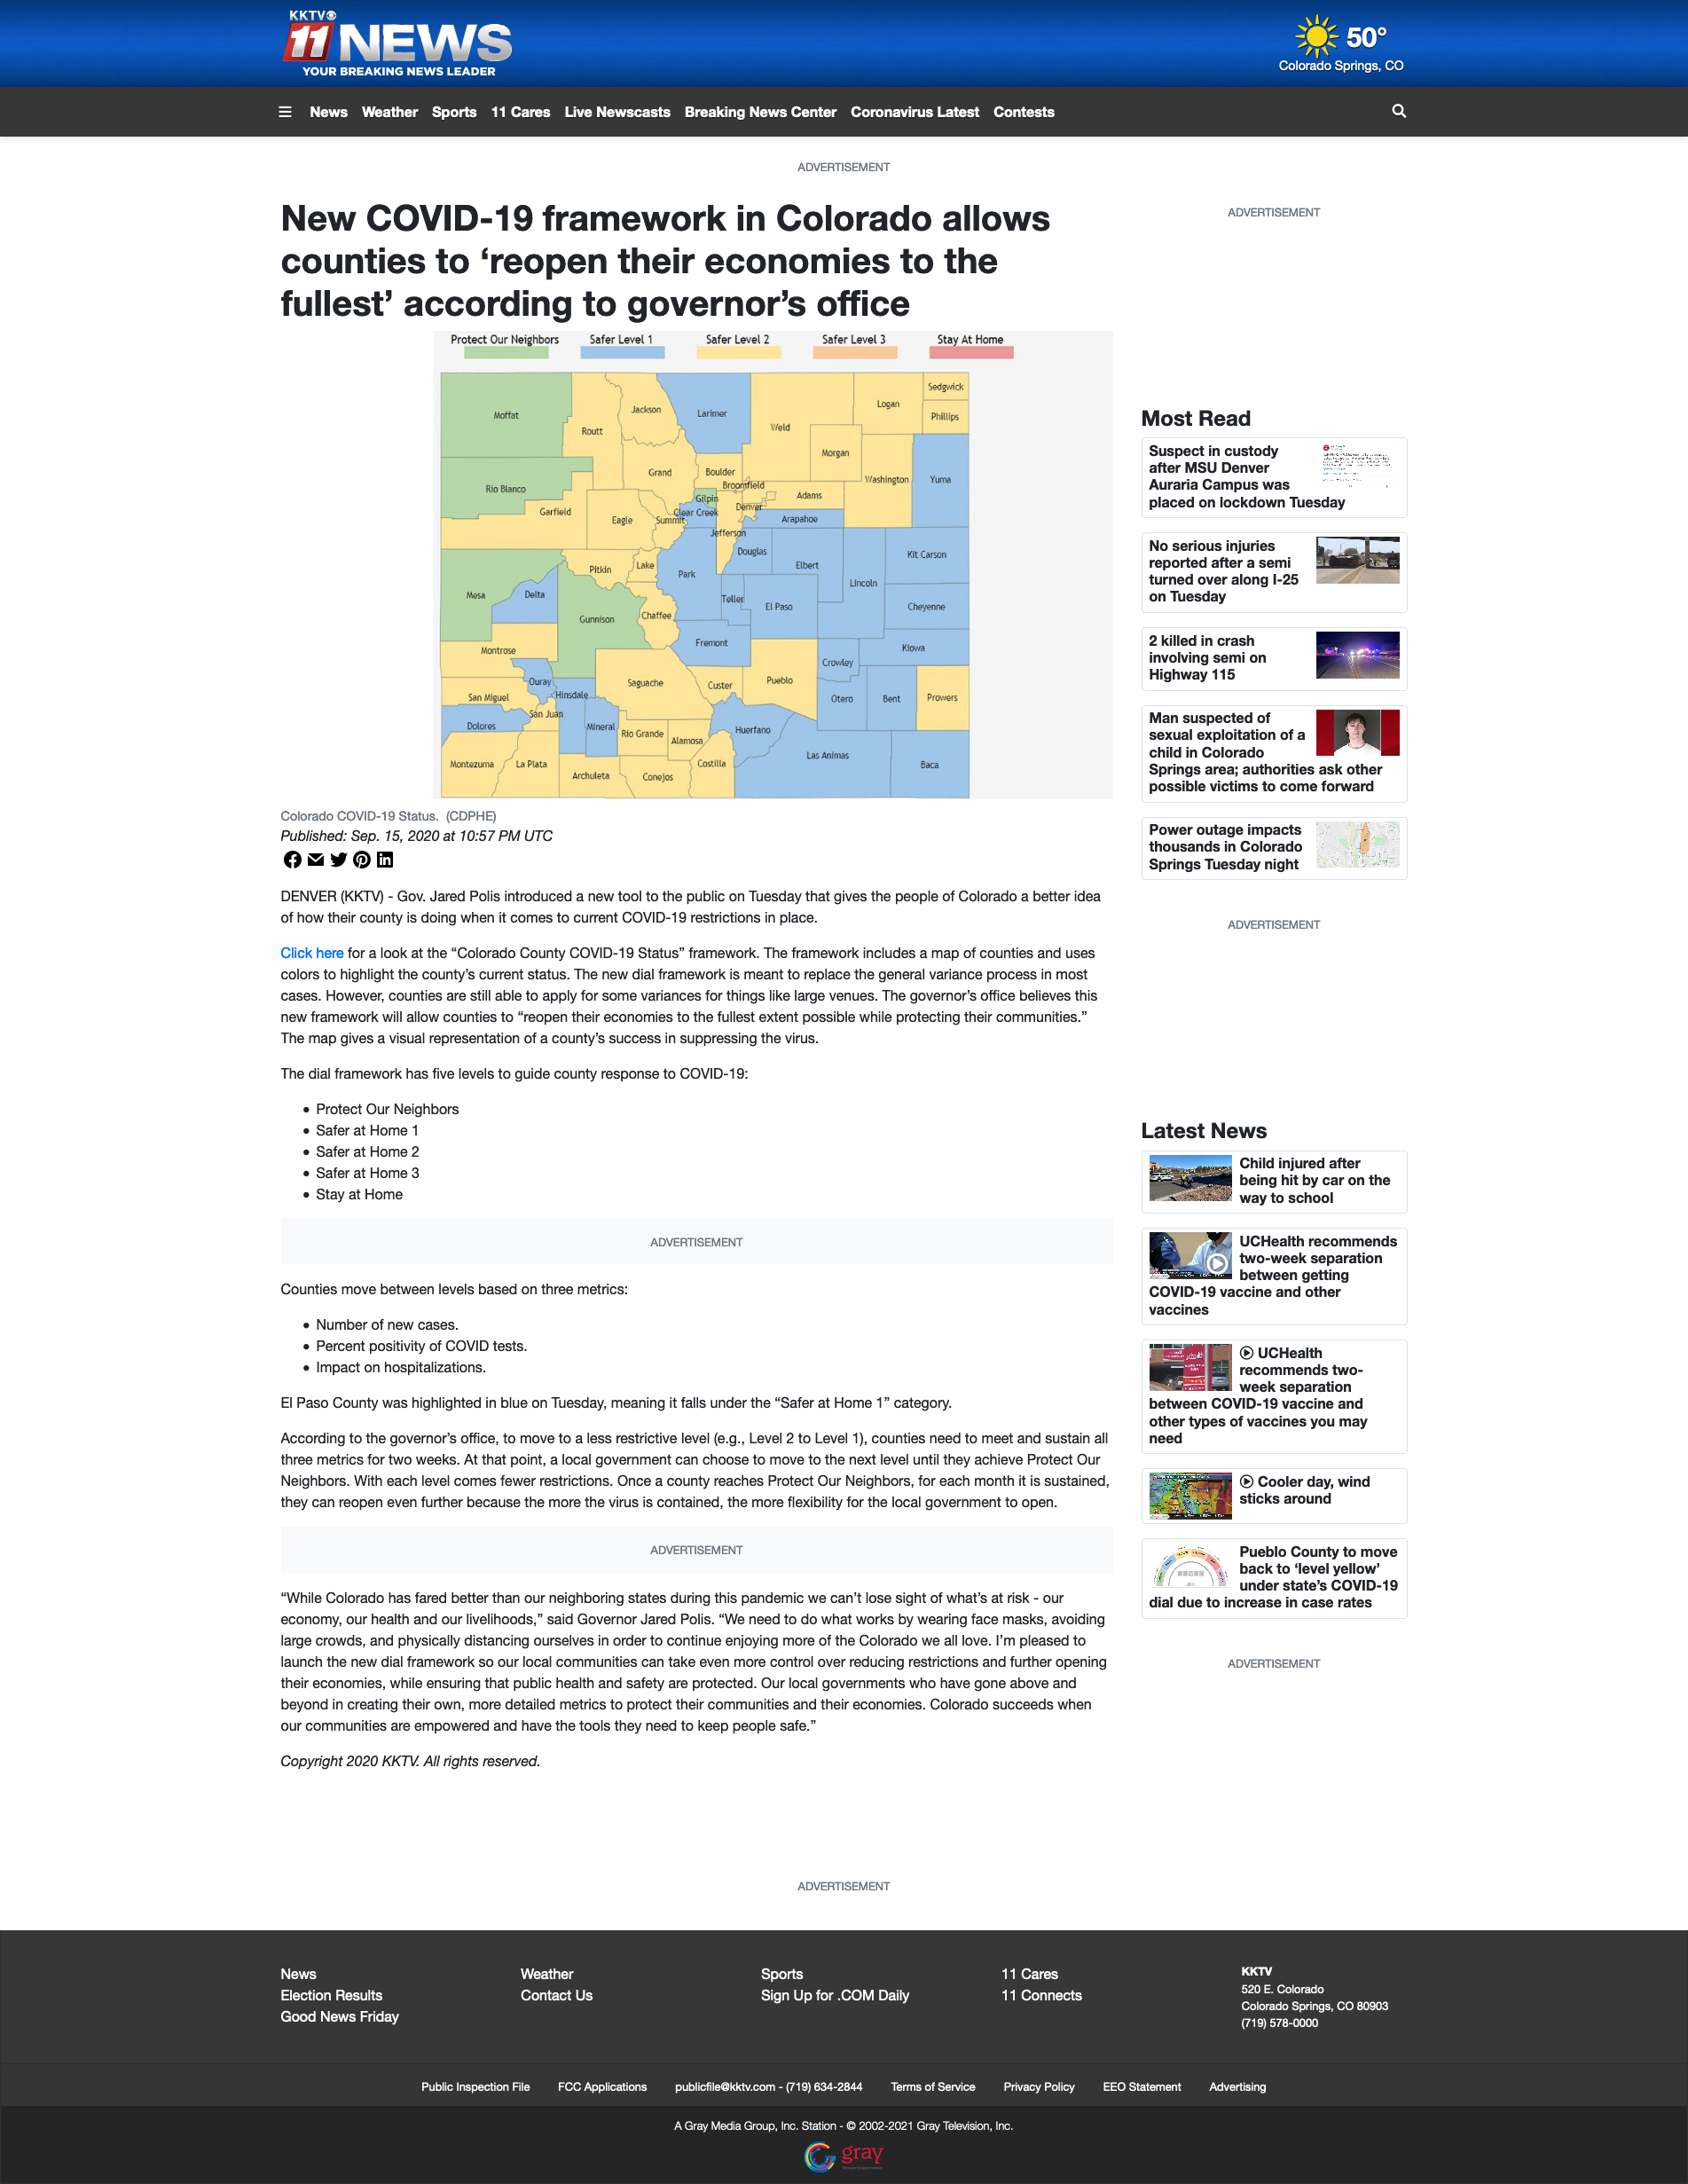 KKTV
11 NEWS
YOUR BREAKING NEWS LEADER
50°
Colorado Springs, CO
News Weather Sports 11 Cares Live Newscasts Breaking News Center Coronavirus Latest Contests
ADVERTISEMENT
New COVID-19 framework in Colorado allows
counties to ‘reopen their economies to the
fullest’ according to governor’s office
Protect Our Neighbors Safer Level 1 Safer Level 2 Safer Level 3 Stay At Home
Moffat
Routt
Jackson
Larimer
Weld
Logan
Sedgwick
Phillips
Morgan
Washington
Yuma
Rio Blanco
Grand
Boulder
Broomfield
Gilpin
Adams
Garfield
Eagle
Summit
Clear Creek
Denver
Arapahoe
Jefferson
Douglas
Elbert
Kit Carson
Pitkin
Lake
Park
Lincoln
Mesa
Delta
Gunnison
Chaffee
Teller
El Paso
Cheyenne
Montrose
Fremont
Kiowa
Ouray
Hinsdale
Saguache
Custer
Pueblo
Crowley
San Miguel
San Juan
Otero
Bent
Prowers
Dolores
Mineral
Rio Grande
Alamosa
Huerfano
Las Animas
Montezuma
La Plata
Archuleta
Conejos
Costilla
Baca
Colorado COVID-19 Status. (CDPHE)
Published: Sep. 15, 2020 at 10:57 PM UTC
DENVER (KKTV) - Gov. Jared Polis introduced a new tool to the public on Tuesday that gives the people of Colorado a better idea
of how their county is doing when it comes to current COVID-19 restrictions in place.
Click here for a look at the “Colorado County COVID-19 Status” framework. The framework includes a map of counties and uses
colors to highlight the county’s current status. The new dial framework is meant to replace the general variance process in most
cases. However, counties are still able to apply for some variances for things like large venues. The governor’s office believes this
new framework will allow counties to “reopen their economies to the fullest extent possible while protecting their communities.”
The map gives a visual representation of a county’s success in suppressing the virus.
The dial framework has five levels to guide county response to COVID-19:
• Protect Our Neighbors
• Safer at Home 1
• Safer at Home 2
• Safer at Home 3
• Stay at Home
ADVERTISEMENT
Counties move between levels based on three metrics:
• Number of new cases.
• Percent positivity of COVID tests.
• Impact on hospitalizations.
El Paso County was highlighted in blue on Tuesday, meaning it falls under the “Safer at Home 1” category.
According to the governor’s office, to move to a less restrictive level (e.g., Level 2 to Level 1), counties need to meet and sustain all
three metrics for two weeks. At that point, a local government can choose to move to the next level until they achieve Protect Our
Neighbors. With each level comes fewer restrictions. Once a county reaches Protect Our Neighbors, for each month it is sustained,
they can reopen even further because the more the virus is contained, the more flexibility for the local government to open.
ADVERTISEMENT
“While Colorado has fared better than our neighboring states during this pandemic we can’t lose sight of what’s at risk - our
economy, our health and our livelihoods,” said Governor Jared Polis. “We need to do what works by wearing face masks, avoiding
large crowds, and physically distancing ourselves in order to continue enjoying more of the Colorado we all love. I’m pleased to
launch the new dial framework so our local communities can take even more control over reducing restrictions and further opening
their economies, while ensuring that public health and safety are protected. Our local governments who have gone above and
beyond in creating their own, more detailed metrics to protect their communities and their economies. Colorado succeeds when
our communities are empowered and have the tools they need to keep people safe.”
Copyright 2020 KKTV. All rights reserved.
ADVERTISEMENT
Most Read
Suspect in custody
after MSU Denver
Auraria Campus was
placed on lockdown Tuesday
No serious injuries
reported after a semi
turned over along I-25
on Tuesday
2 killed in crash
involving semi on
Highway 115
Man suspected of
sexual exploitation of a
child in Colorado
Springs area; authorities ask other
possible victims to come forward
Power outage impacts
thousands in Colorado
Springs Tuesday night
ADVERTISEMENT
Latest News
Child injured after
being hit by car on the
way to school
UCHealth recommends
two-week separation
between getting
COVID-19 vaccine and other
vaccines
UCHealth
recommends two-
week separation
between COVID-19 vaccine and
other types of vaccines you may
need
Cooler day, wind
sticks around
Pueblo County to move
back to ‘level yellow’
under state’s COVID-19
dial due to increase in case rates
ADVERTISEMENT
ADVERTISEMENT
News
Election Results
Good News Friday
Weather
Contact Us
Sports
Sign Up for .COM Daily
11 Cares
11 Connects
KKTV
520 E. Colorado
Colorado Springs, CO 80903
(719) 578-0000
Public Inspection File FCC Applications publicfile@kktv.com - (719) 634-2844 Terms of Service Privacy Policy EEO Statement Advertising
A Gray Media Group, Inc. Station - © 2002-2021 Gray Television, Inc.
gray